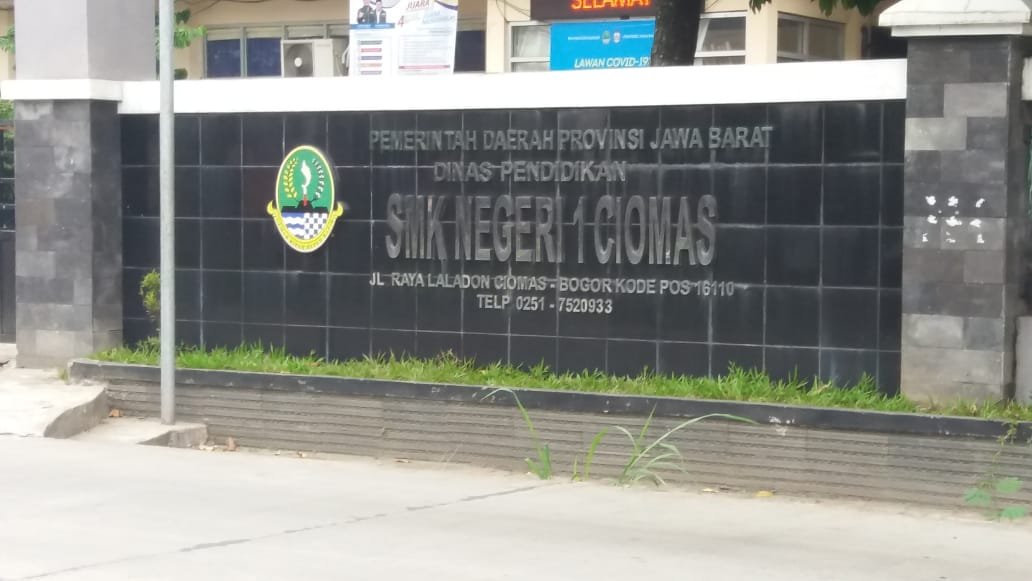 JUARA
SELAMAT
LAWAN COVID-19
PEMERINTAH DAERAH PROVINSI JAWA BARAT
DINAS PENDIDIKAN
SMK NEGERI 1 CIOMAS
JL. RAYA LALADON CIOMAS - BOGOR KODE POS 16110
TELP 0251 - 7520933